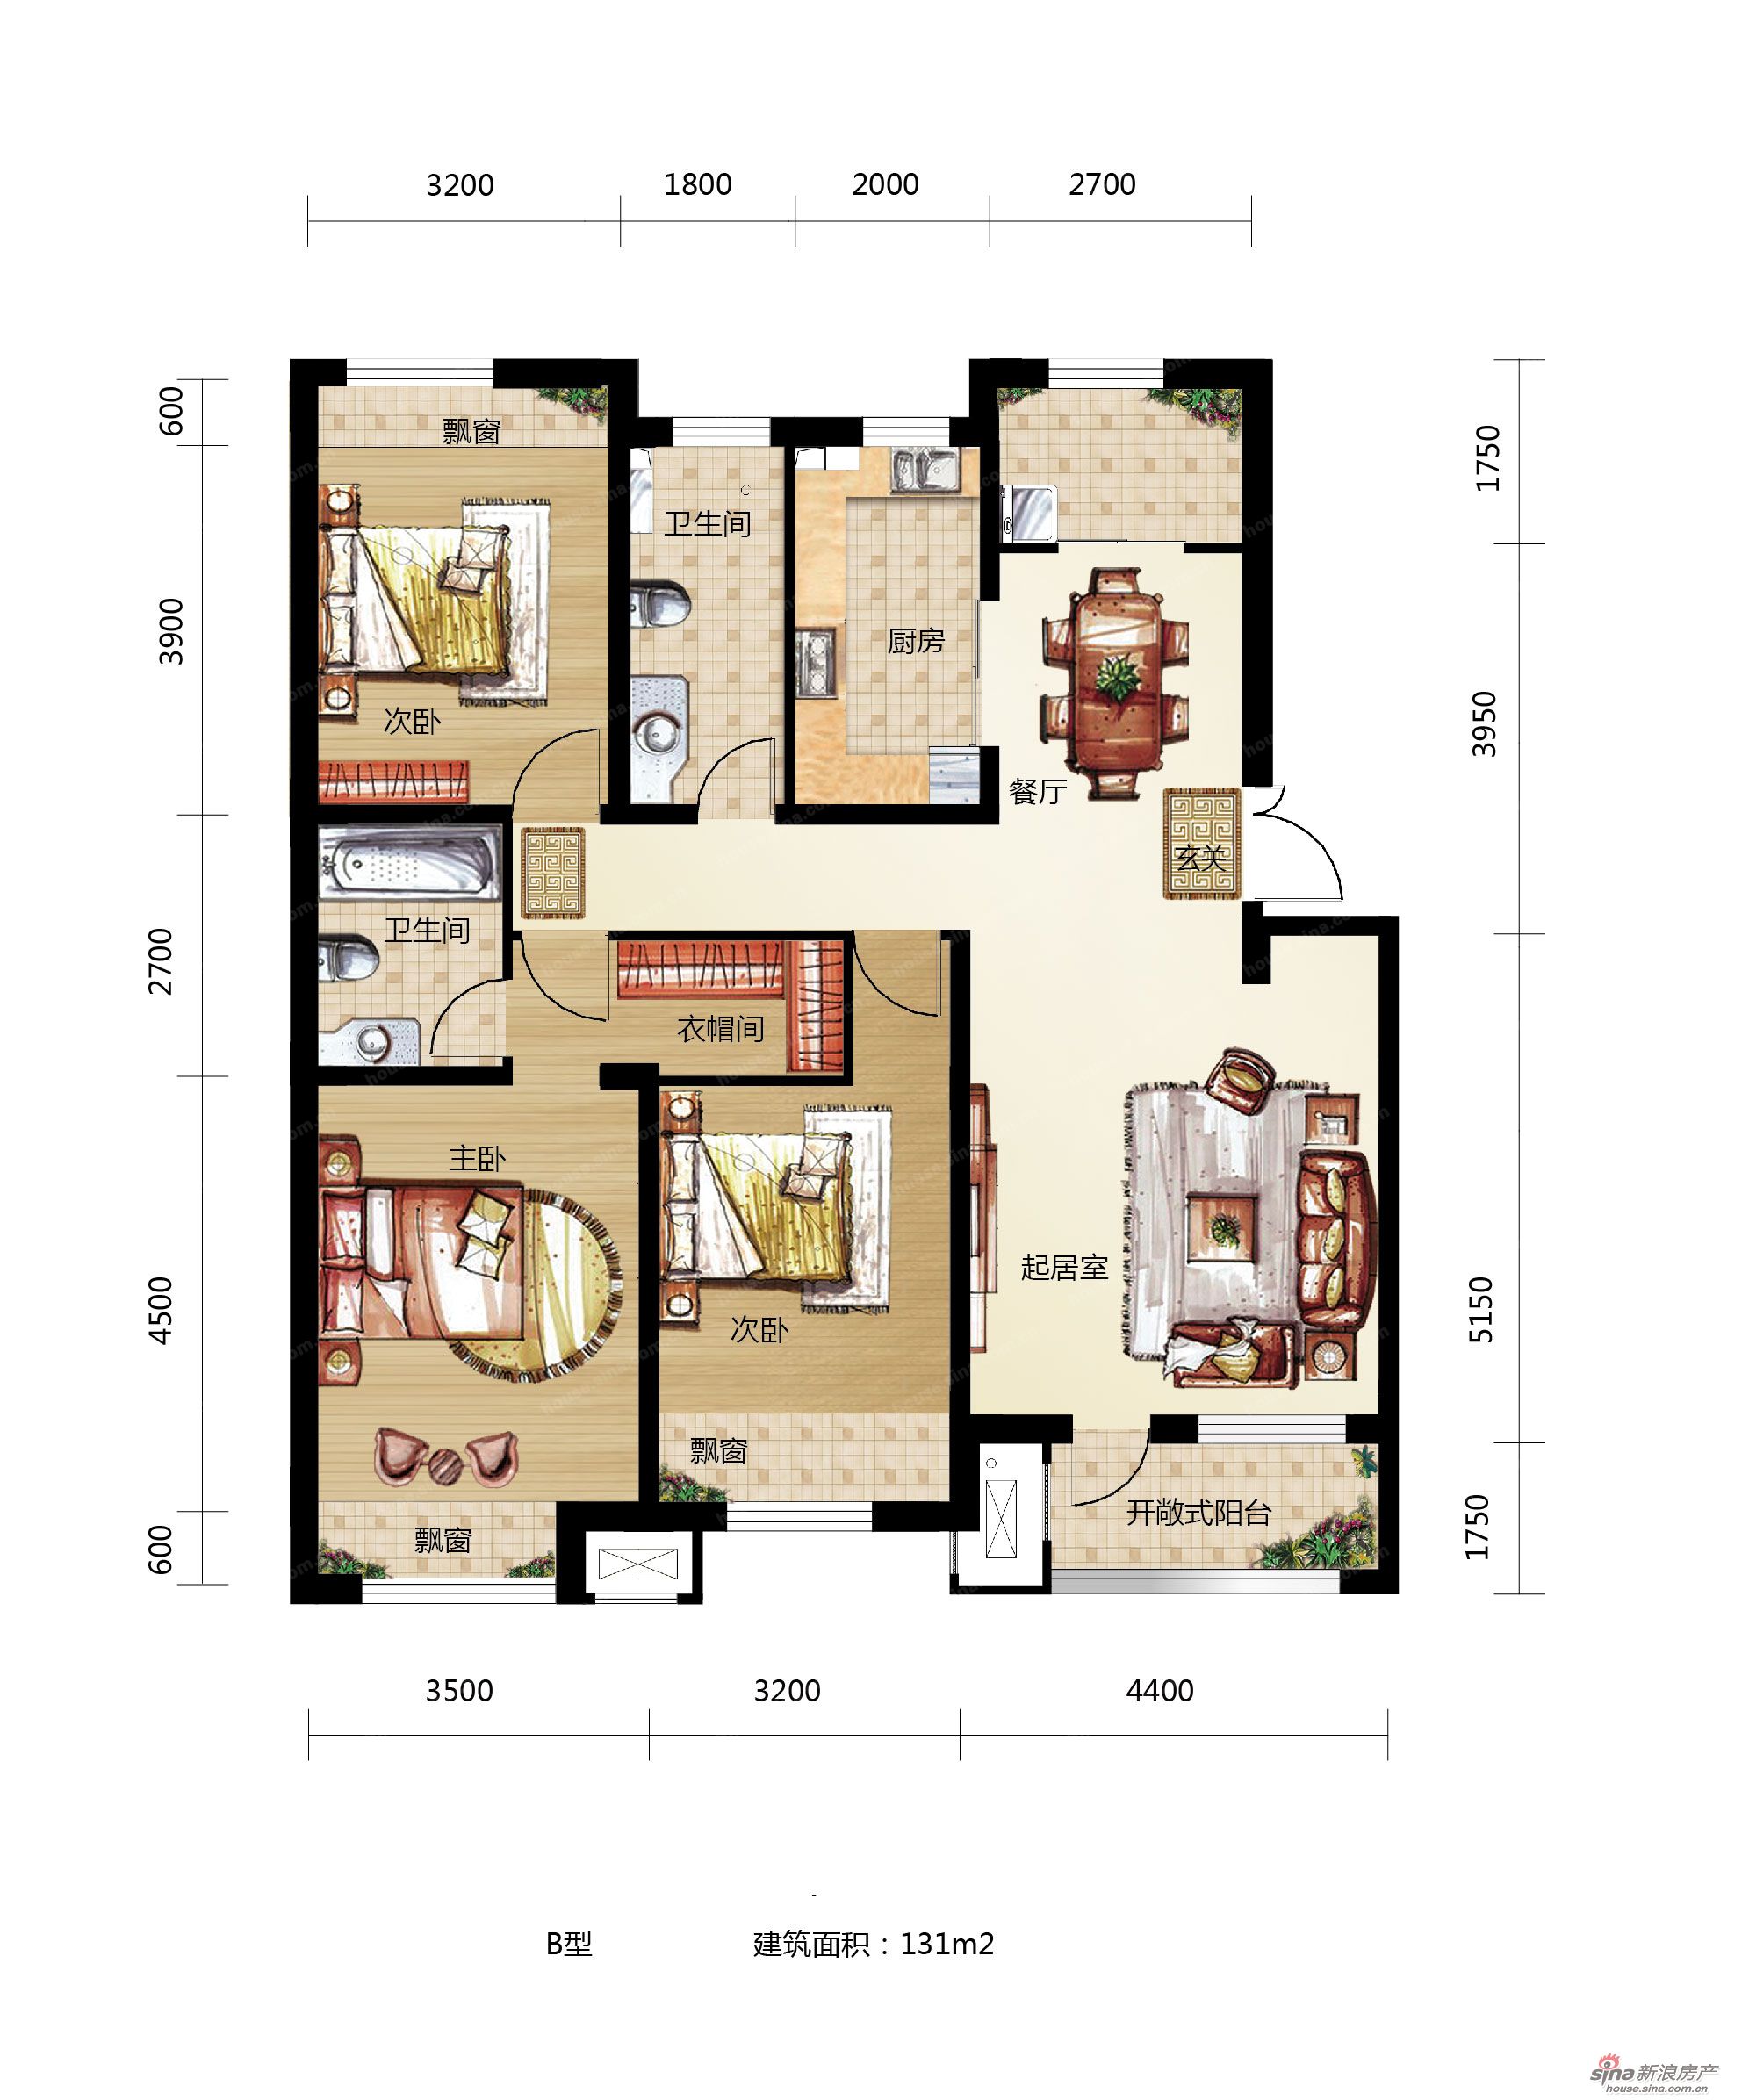 3200 1800 2000 2700
600
3900
2700
4500
600
1750
3950
5150
1750
飘窗
次卧
卫生间
厨房
餐厅
玄关
卫生间
衣帽间
主卧
次卧
起居室
飘窗
飘窗
开敞式阳台
3500 3200 4400
B型 建筑面积：131m2
sina新浪房产
house.sina.com.cn